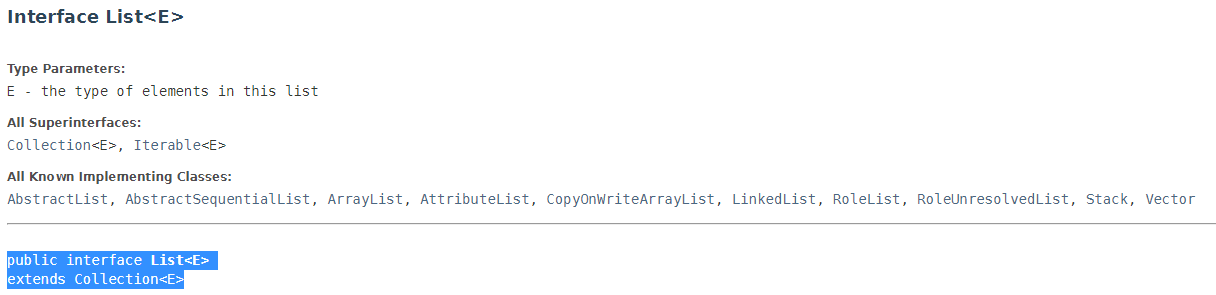 Interface List<E>
Type Parameters:
E - the type of elements in this list
All Superinterfaces:
Collection<E>, Iterable<E>
All Known Implementing Classes:
AbstractList, AbstractSequentialList, ArrayList, AttributeList, CopyOnWriteArrayList, LinkedList, RoleList, RoleUnresolvedList, Stack, Vector
public interface List<E>
extends Collection<E>